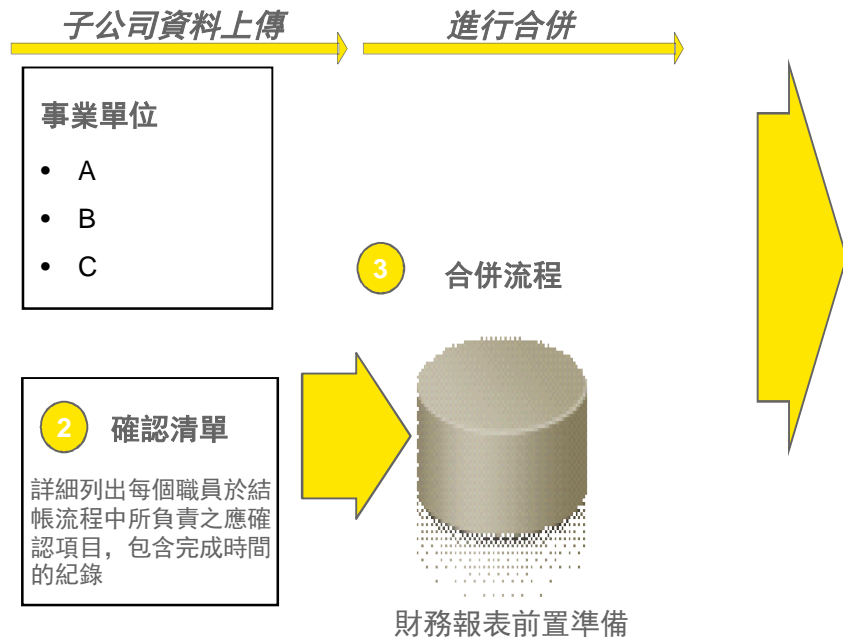 子公司資料上傳
進行合併
事業單位
• A
• B
• C
3 合併流程
2 確認清單
詳細列出每個職員於結
帳流程中所負責之應確
認項目，包含完成時間
的紀錄
財務報表前置準備